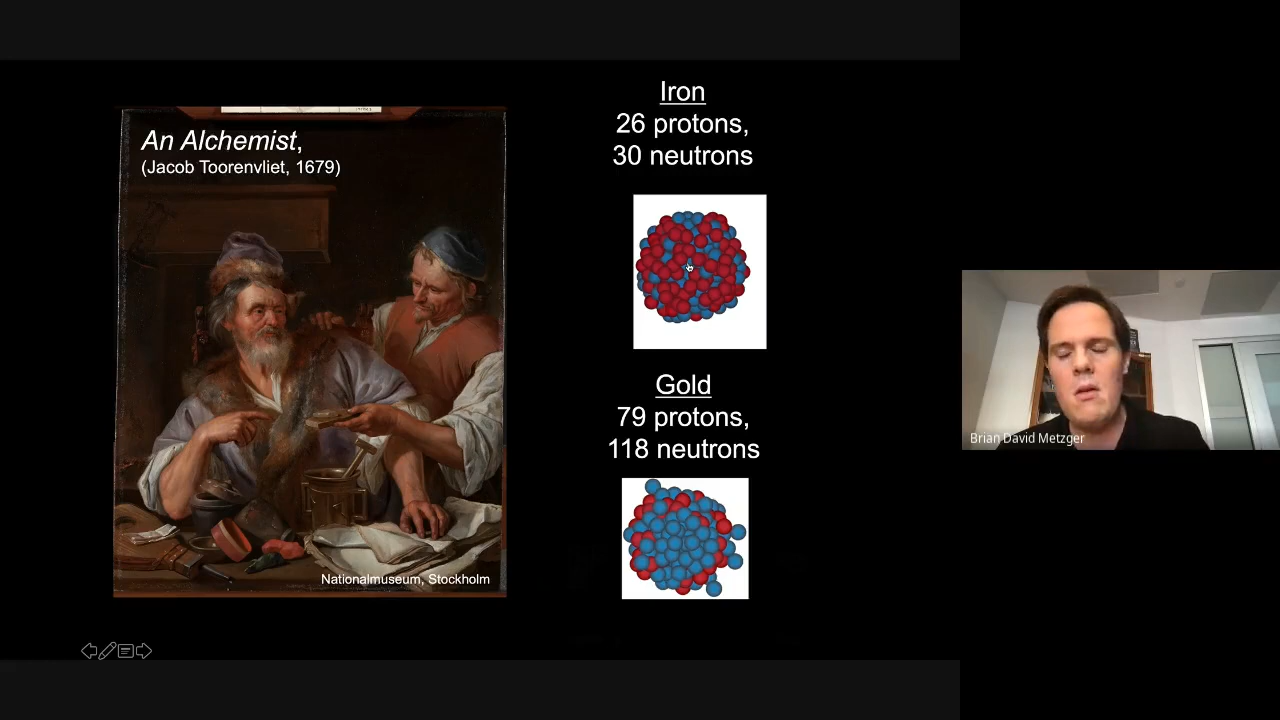 An Alchemist,
(Jacob Toorenvliet, 1679)
Nationalmuseum, Stockholm
Iron
26 protons,
30 neutrons
Gold
79 protons,
118 neutrons
Brian David Metzger